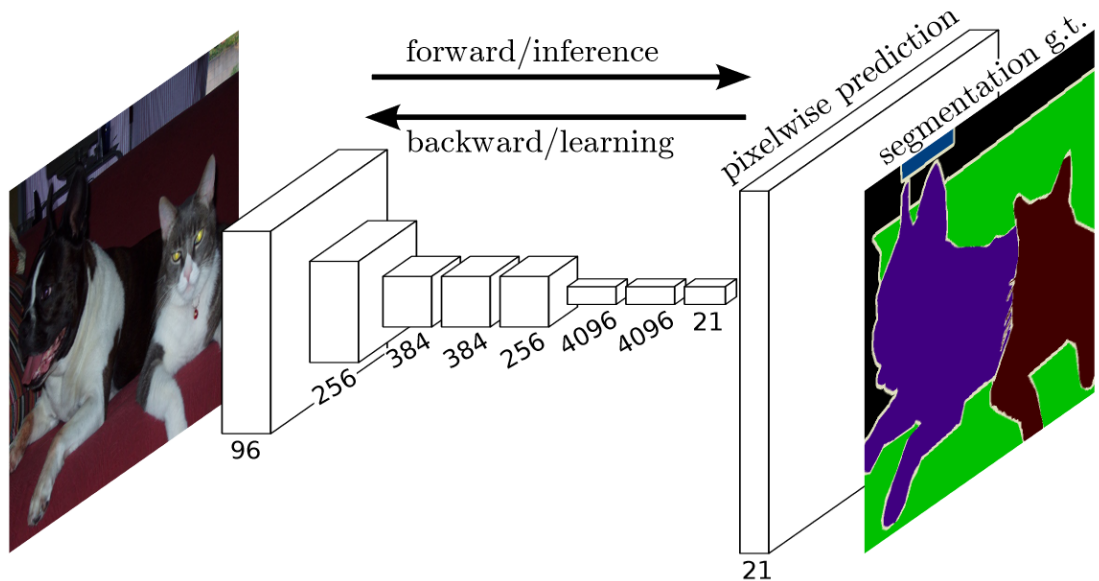 forward/inference
backward/learning
pixelwise prediction
segmentation g.t.
96
256
384
384
256
4096
4096
21
21